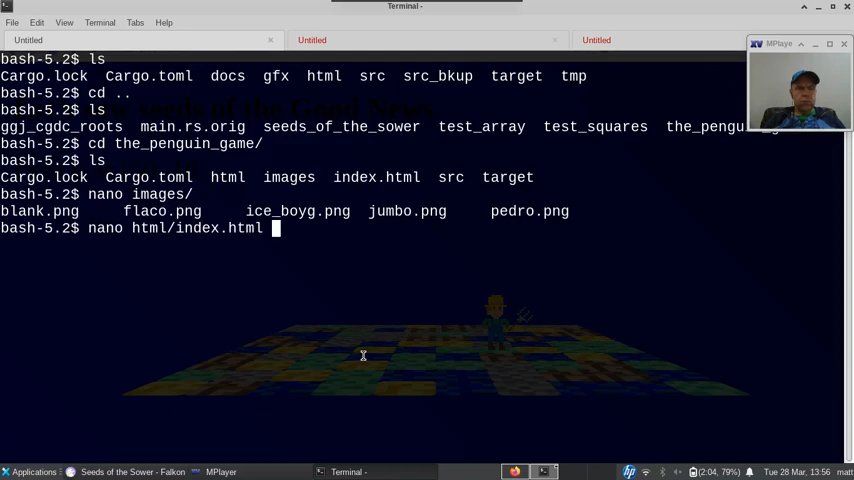 Terminal -
File Edit View Terminal Tabs Help
Untitled Untitled Untitled
MPlaye
bash-5.2$ ls
Cargo.lock Cargo.toml docs gfx html src src_bkup target tmp
bash-5.2$ cd ..
bash-5.2$ ls
seeds of the Good News
ggj_cgdc_roots main.rs.orig seeds_of_the_sower test_array test_squares the_pengu
bash-5.2$ cd the_penguin_game/
bash-5.2$ ls
Cargo.lock Cargo.toml html images index.html src target
bash-5.2$ nano images/
blank.png flaco.png ice_boyg.png jumbo.png pedro.png
bash-5.2$ nano html/index.html
Applications Seeds of the Sower - Falkon MPlayer Terminal - (2:04, 79%) Tue 28 Mar, 13:56 matt